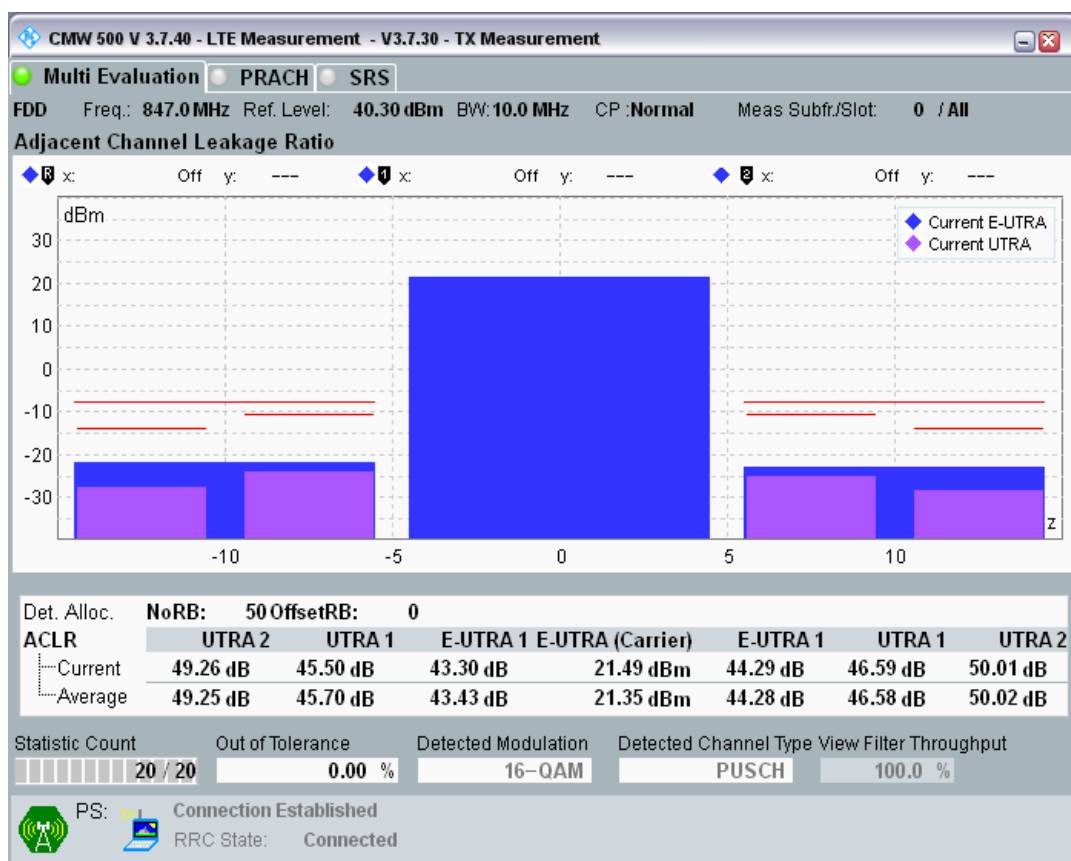 CMW 500 V 3.7.40 - LTE Measurement - V3.7.30 - TX Measurement
Multi Evaluation PRACH SRS
FDD Freq.: 847.0 MHz Ref. Level: 40.30 dBm BW: 10.0 MHz CP :Normal Meas Subfr./Slot: 0 / All
Adjacent Channel Leakage Ratio
R x: Off y: --- 1 x: Off y: --- 2 x: Off y: ---
dBm
Current E-UTRA
Current UTRA
30
20
10
0
-10
-20
-30
z
-10 -5 0 5 10
Det. Alloc. NoRB: 50 OffsetRB: 0
ACLR UTRA 2 UTRA 1 E-UTRA 1 E-UTRA (Carrier) E-UTRA 1 UTRA 1 UTRA 2
Current 49.26 dB 45.50 dB 43.30 dB 21.49 dBm 44.29 dB 46.59 dB 50.01 dB
Average 49.25 dB 45.70 dB 43.43 dB 21.35 dBm 44.28 dB 46.58 dB 50.02 dB
Statistic Count Out of Tolerance Detected Modulation Detected Channel Type View Filter Throughput
20 / 20 0.00 % 16-QAM PUSCH 100.0 %
PS: Connection Established
RRC State: Connected